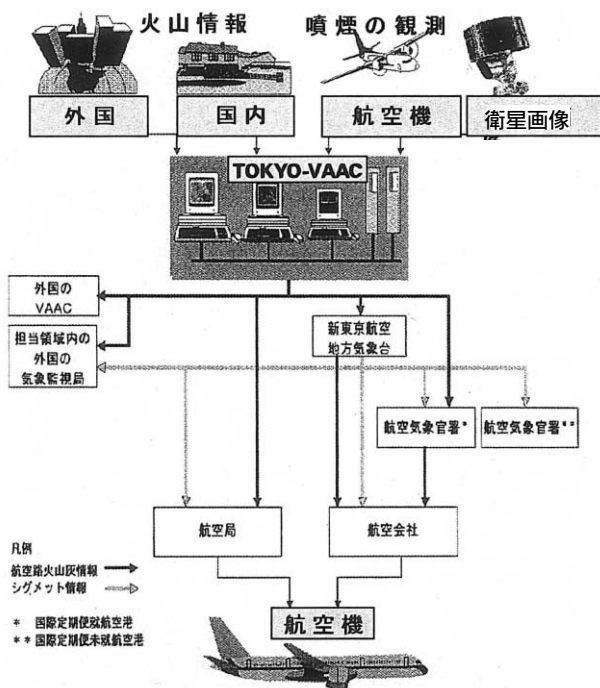 火山情報
噴煙の観測
外国
国内
航空機
衛星画像
TOKYO-VAAC
外国の
VAAC
担当領域内の
外国の
気象監視局
新東京航空
地方気象台
航空気象官署*
航空気象官署**
航空局
航空会社
凡例
航空路火山灰情報
シグメット情報
* 国際定期便就航空港
** 国際定期便未就航空港
航空機